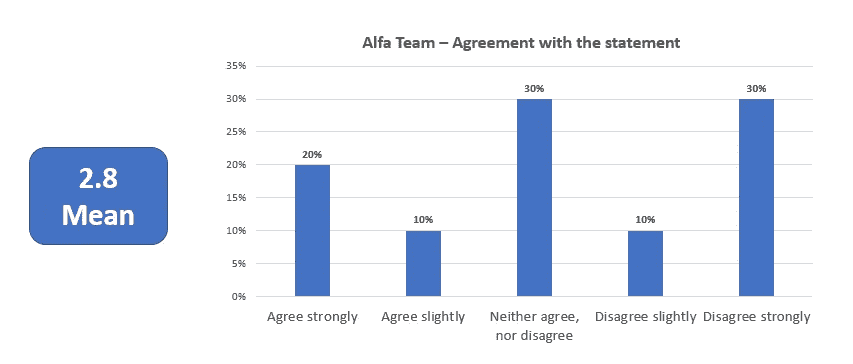 Alfa Team – Agreement with the statement
2.8
Mean
35%
30%
25%
20%
15%
10%
5%
0%
20%
10%
30%
10%
30%
Agree strongly
Agree slightly
Neither agree,
nor disagree
Disagree slightly
Disagree strongly